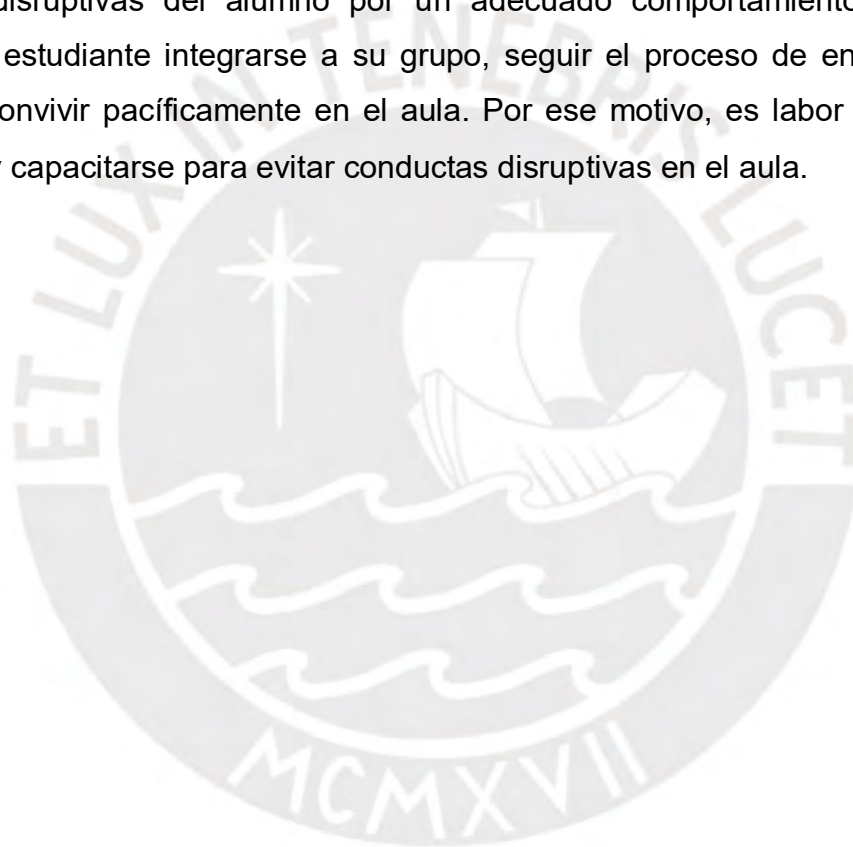 disruptivas del alumno por un adecuado comportamiento
estudiante integrarse a su grupo, seguir el proceso de en
onvivir pacíficamente en el aula. Por ese motivo, es labor
y capacitarse para evitar conductas disruptivas en el aula.
ET LUX IN TENEBRIS LUCET
MCMXVII